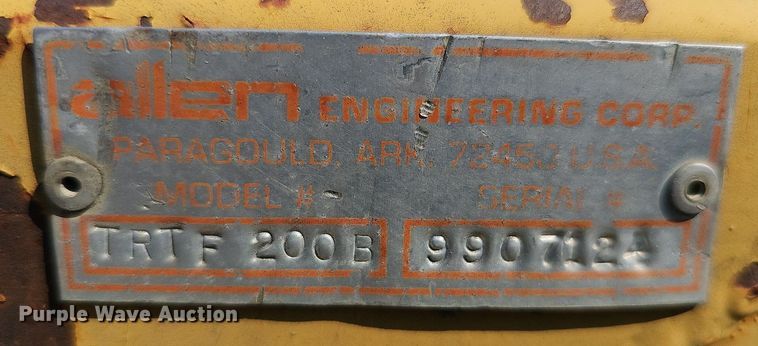 allen ENGINEERING CORP.
PARAGOULD, ARK. 72450 U.S.A.
MODEL # SERIAL #
TRTF 200B 990712A
Purple Wave Auction